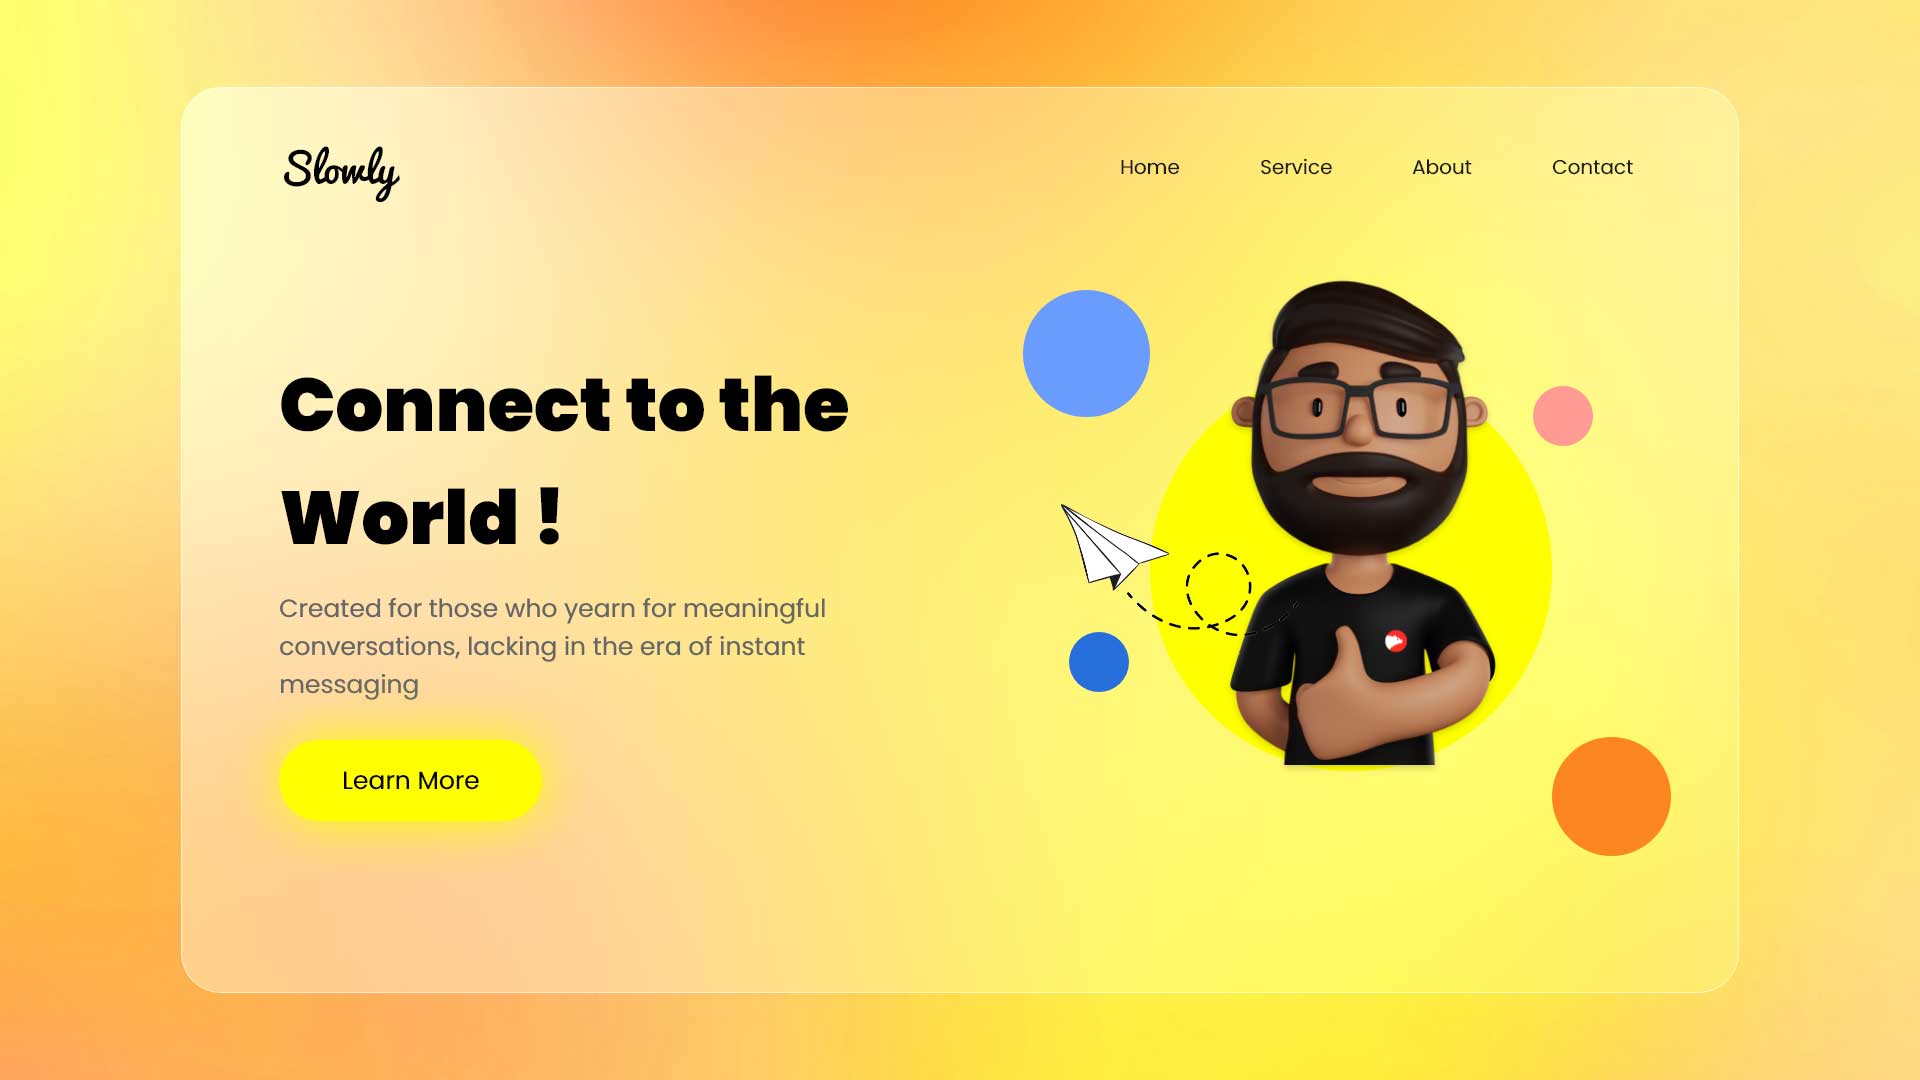 Slowly
Home Service About Contact
Connect to the
World !
Created for those who yearn for meaningful
conversations, lacking in the era of instant
messaging
Learn More